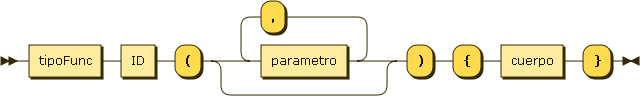 ,
tipoFunc ID ( parametro ) { cuerpo }